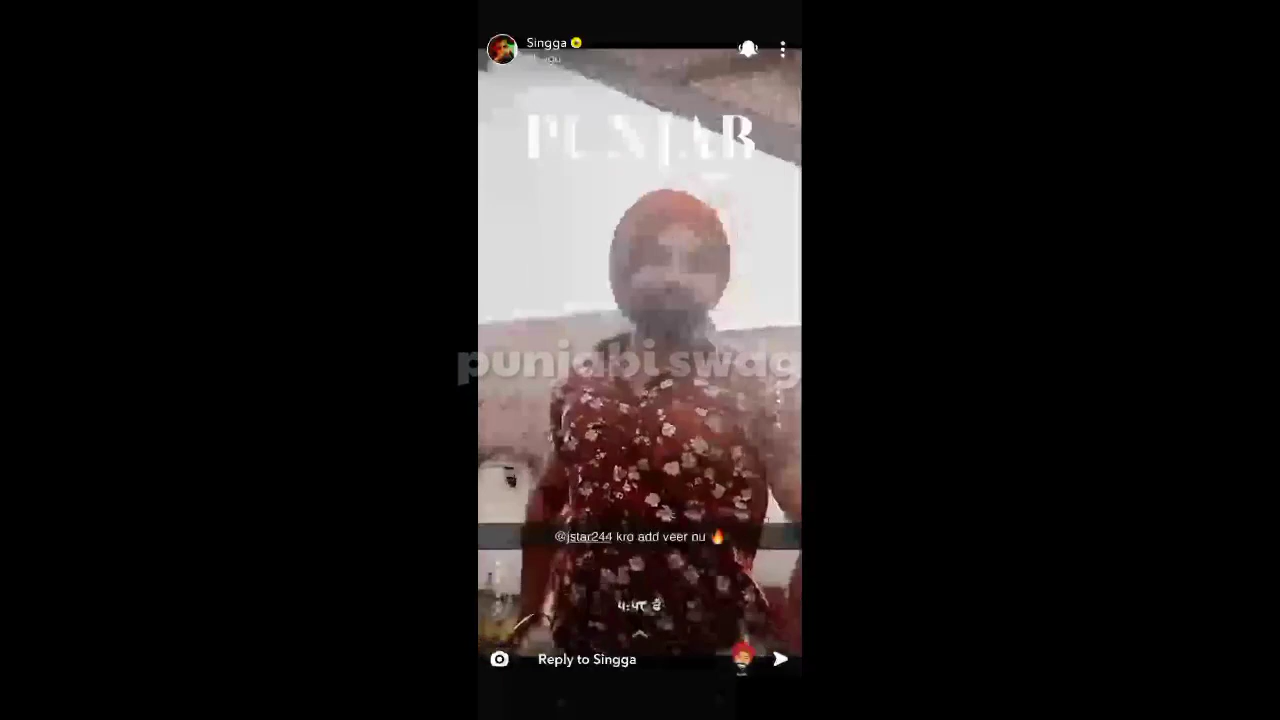 Singga
PUNJAB
punjabi swag
@jstar244 kro add veer nu 🔥
Reply to Singga